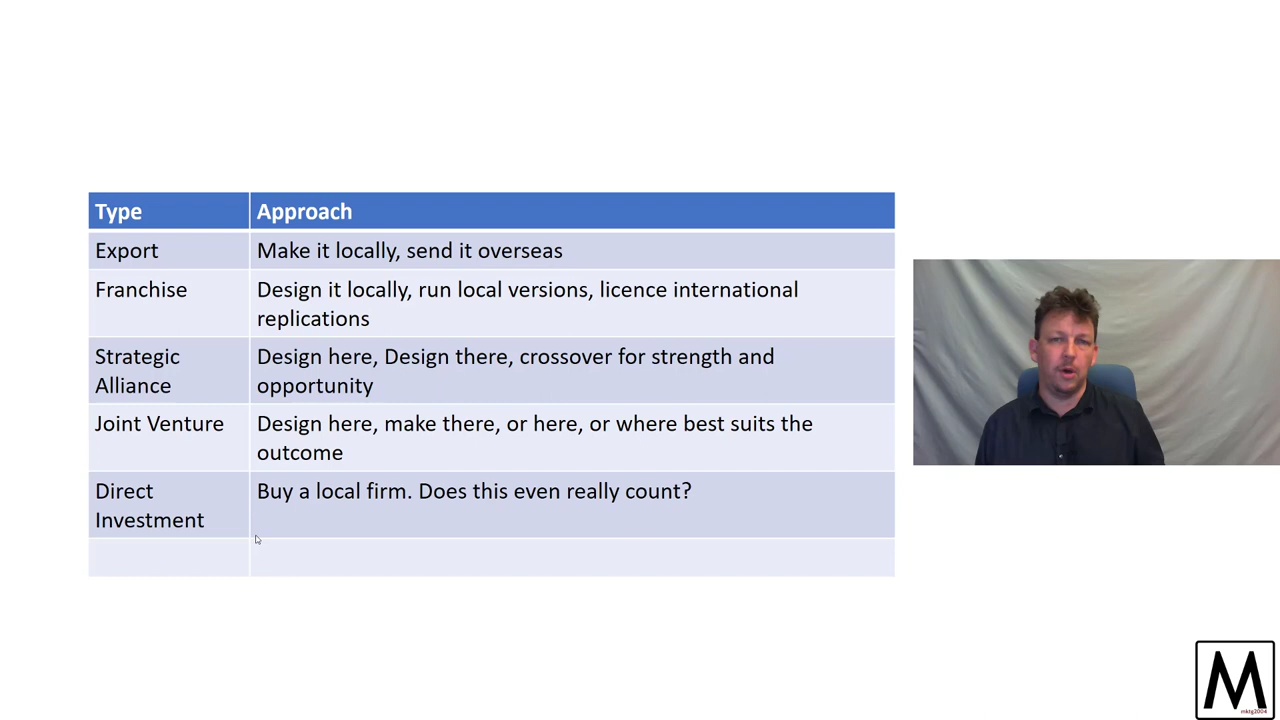 Type Approach
Export Make it locally, send it overseas
Franchise Design it locally, run local versions, licence international
replications
Strategic Design here, Design there, crossover for strength and
Alliance opportunity
Joint Venture Design here, make there, or here, or where best suits the
outcome
Direct Buy a local firm. Does this even really count?
Investment
M
mktg2004